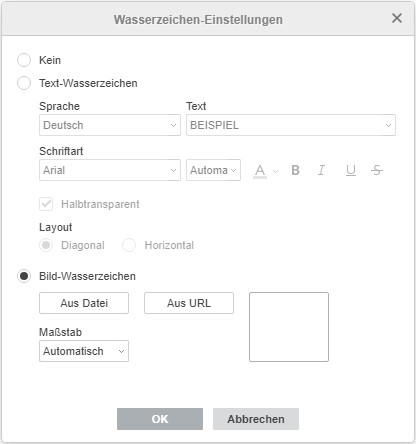 Wasserzeichen-Einstellungen
Kein
Text-Wasserzeichen
Sprache Text
Deutsch BEISPIEL
Schriftart
Arial Automa A B I U S
Halbtransparent
Layout
Diagonal Horizontal
Bild-Wasserzeichen
Aus Datei Aus URL
Maßstab
Automatisch
OK Abbrechen